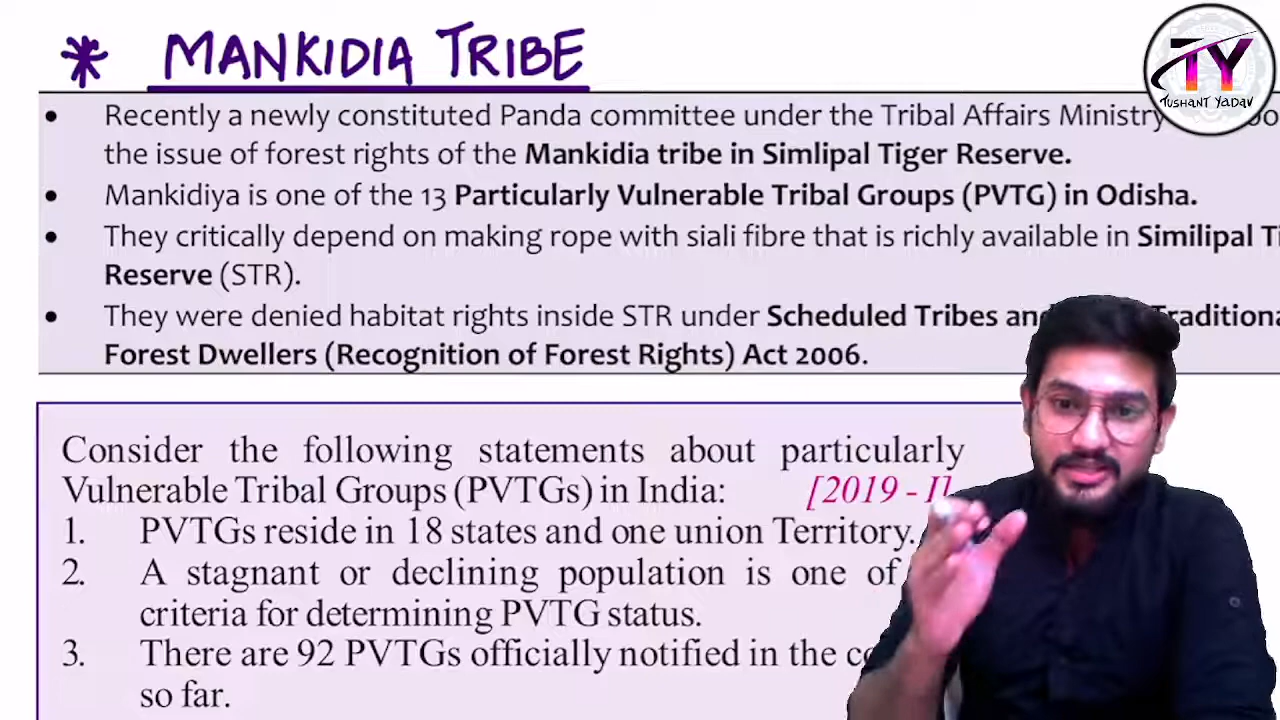 * MANKIDIA TRIBE
TY
TUSHANT YADAV
• Recently a newly constituted Panda committee under the Tribal Affairs Ministry
the issue of forest rights of the Mankidia tribe in Simlipal Tiger Reserve.
• Mankidiya is one of the 13 Particularly Vulnerable Tribal Groups (PVTG) in Odisha.
• They critically depend on making rope with siali fibre that is richly available in Similipal
Reserve (STR).
• They were denied habitat rights inside STR under Scheduled Tribes
Forest Dwellers (Recognition of Forest Rights) Act 2006.
Consider the following statements about particularly
Vulnerable Tribal Groups (PVTGs) in India: [2019 - I]
1. PVTGs reside in 18 states and one union Territory.
2. A stagnant or declining population is one of
criteria for determining PVTG status.
3. There are 92 PVTGs officially notified in the
so far.